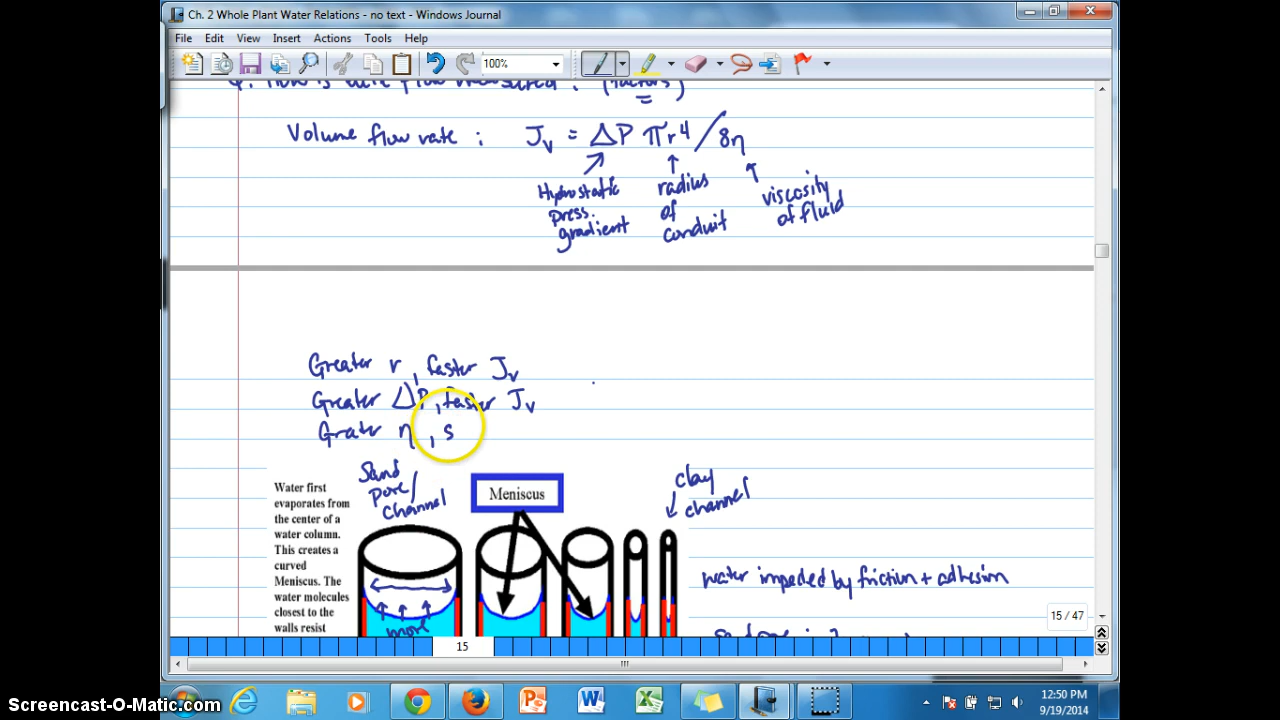 Ch. 2 Whole Plant Water Relations - no text - Windows Journal
File Edit View Insert Actions Tools Help
100%
(factors)
Volume flow rate : Jv = ΔP πr4/8η
Hydrostatic
press.
gradient
radius
of
conduit
viscosity
of fluid
Greater r, faster Jv
Greater ΔP, faster Jv
Grater η, s
Sand
pore/
channel
Meniscus
clay
channel
Water first
evaporates from
the center of a
water column.
This creates a
curved
Meniscus. The
water molecules
closest to the
walls resist
more
water impeded by friction + adhesion
15 / 47
15
Screencast-O-Matic.com
12:50 PM
9/19/2014